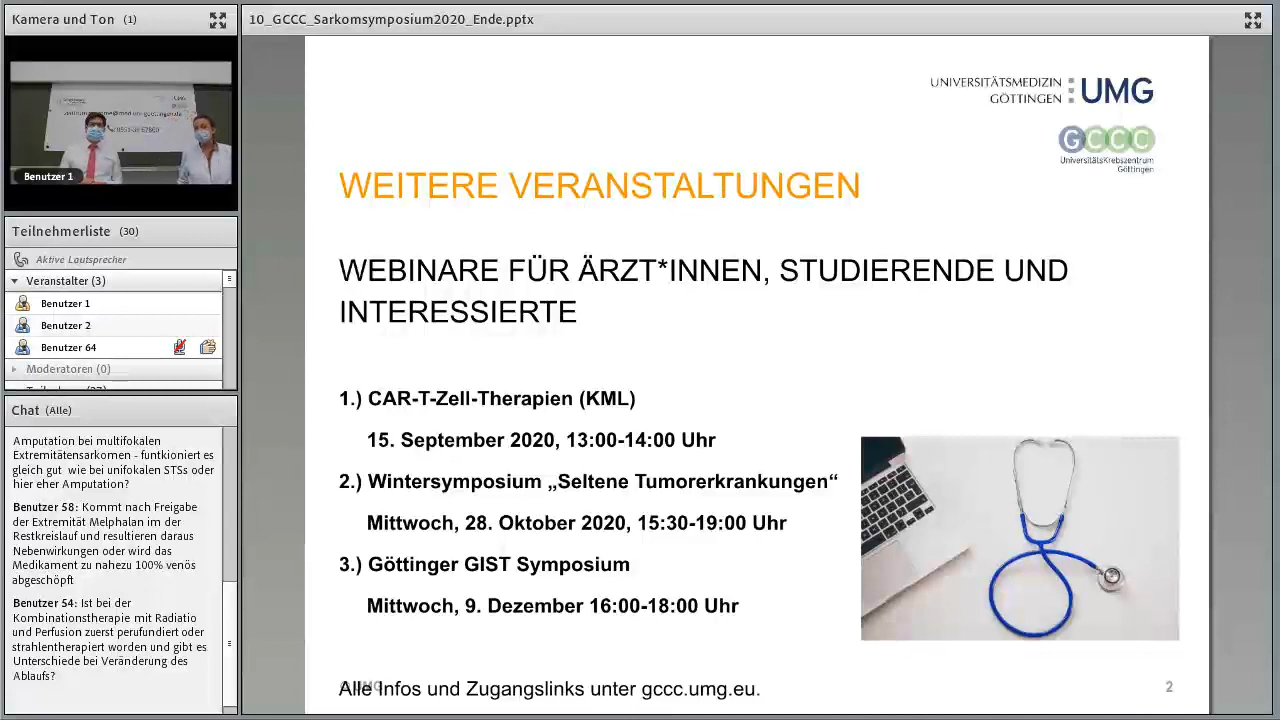 Kamera und Ton (1)
Benutzer 1
Teilnehmerliste (30)
Aktive Lautsprecher
Veranstalter (3)
Benutzer 1
Benutzer 2
Benutzer 64
Moderatoren (0)
Chat (Alle)
Amputation bei multifokalen
Extremitätensarkomen - funtkioniert es
gleich gut wie bei unifokalen STSs oder
hier eher Amputation?
Benutzer 58: Kommt nach Freigabe
der Extremität Melphalan im der
Restkreislauf und resultieren daraus
Nebenwirkungen oder wird das
Medikament zu nahezu 100% venös
abgeschöpft
Benutzer 54: Ist bei der
Kombinationstherapie mit Radiatio
und Perfusion zuerst perufundiert oder
strahlentherapiert worden und gibt es
Unterschiede bei Veränderung des
Ablaufs?
10_GCCC_Sarkomsymposium2020_Ende.pptx
UNIVERSITÄTSMEDIZIN
GÖTTINGEN UMG
GCCC
UniversitätsKrebszentrum
Göttingen
WEITERE VERANSTALTUNGEN
WEBINARE FÜR ÄRZT*INNEN, STUDIERENDE UND
INTERESSIERTE
1.) CAR-T-Zell-Therapien (KML)
15. September 2020, 13:00-14:00 Uhr
2.) Wintersymposium „Seltene Tumorerkrankungen“
Mittwoch, 28. Oktober 2020, 15:30-19:00 Uhr
3.) Göttinger GIST Symposium
Mittwoch, 9. Dezember 16:00-18:00 Uhr
Alle Infos und Zugangslinks unter gccc.umg.eu.
2